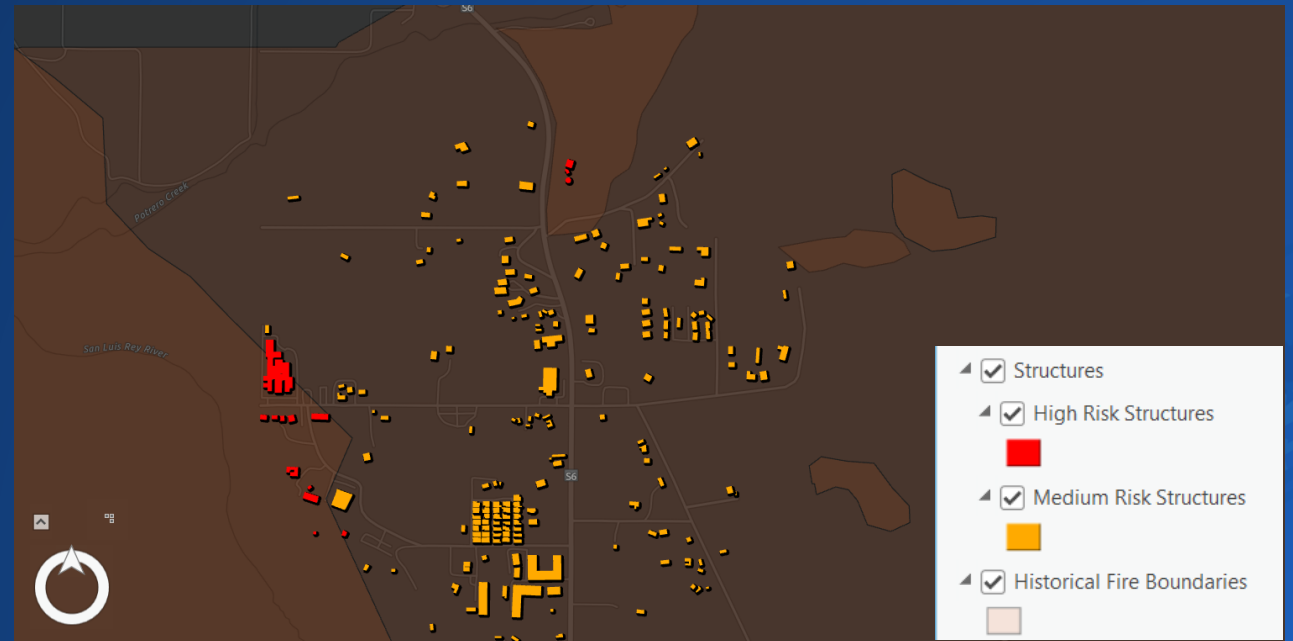 S6
Potrero Creek
San Luis Rey River
S6
Structures
High Risk Structures
Medium Risk Structures
Historical Fire Boundaries